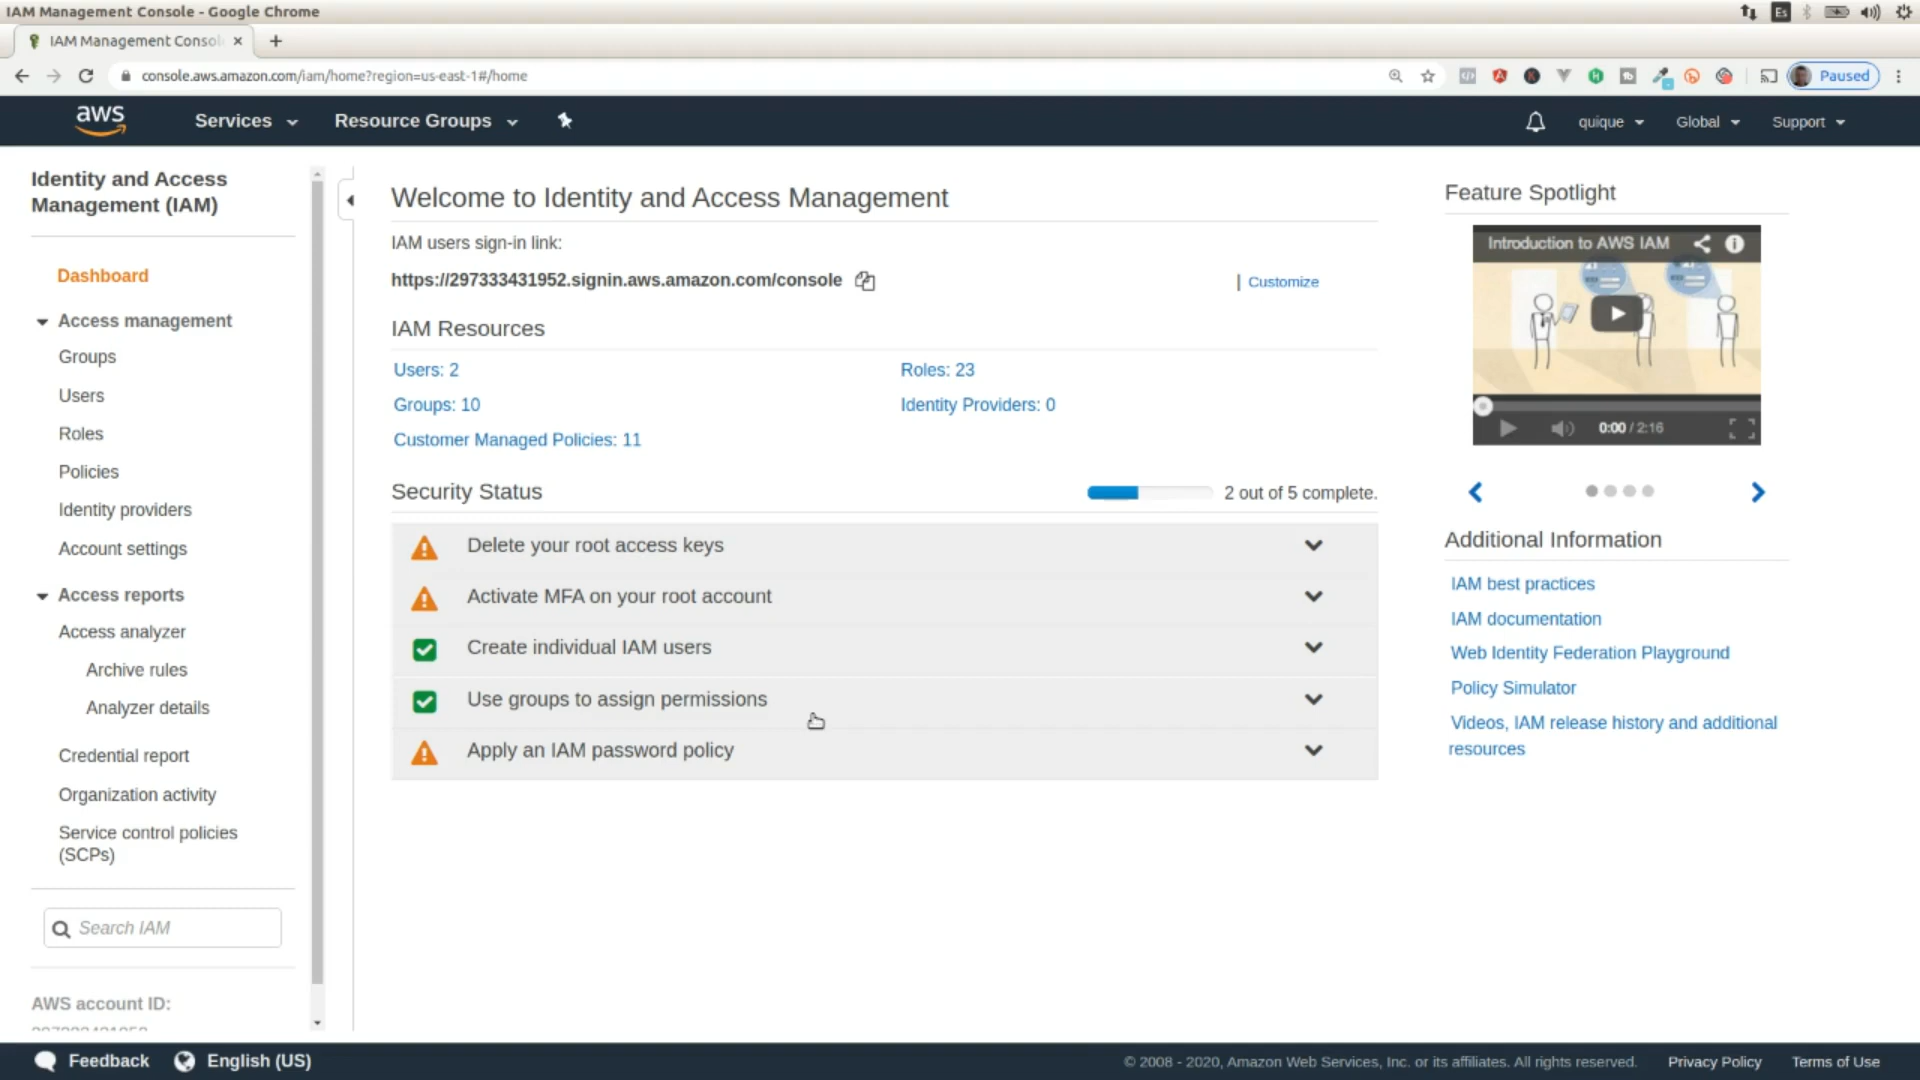 IAM Management Console - Google Chrome
Es
IAM Management Consol
console.aws.amazon.com/iam/home?region=us-east-1#/home
Paused
aws
Services
Resource Groups
quique
Global
Support
Identity and Access
Management (IAM)
Dashboard
Access management
Groups
Users
Roles
Policies
Identity providers
Account settings
Access reports
Access analyzer
Archive rules
Analyzer details
Credential report
Organization activity
Service control policies
(SCPs)
Search IAM
AWS account ID:
Welcome to Identity and Access Management
IAM users sign-in link:
https://297333431952.signin.aws.amazon.com/console
| Customize
IAM Resources
Users: 2
Roles: 23
Groups: 10
Identity Providers: 0
Customer Managed Policies: 11
Security Status
2 out of 5 complete.
Delete your root access keys
Activate MFA on your root account
Create individual IAM users
Use groups to assign permissions
Apply an IAM password policy
Feature Spotlight
Introduction to AWS IAM
0:00 / 2:16
Additional Information
IAM best practices
IAM documentation
Web Identity Federation Playground
Policy Simulator
Videos, IAM release history and additional
resources
Feedback
English (US)
© 2008 - 2020, Amazon Web Services, Inc. or its affiliates. All rights reserved.
Privacy Policy
Terms of Use